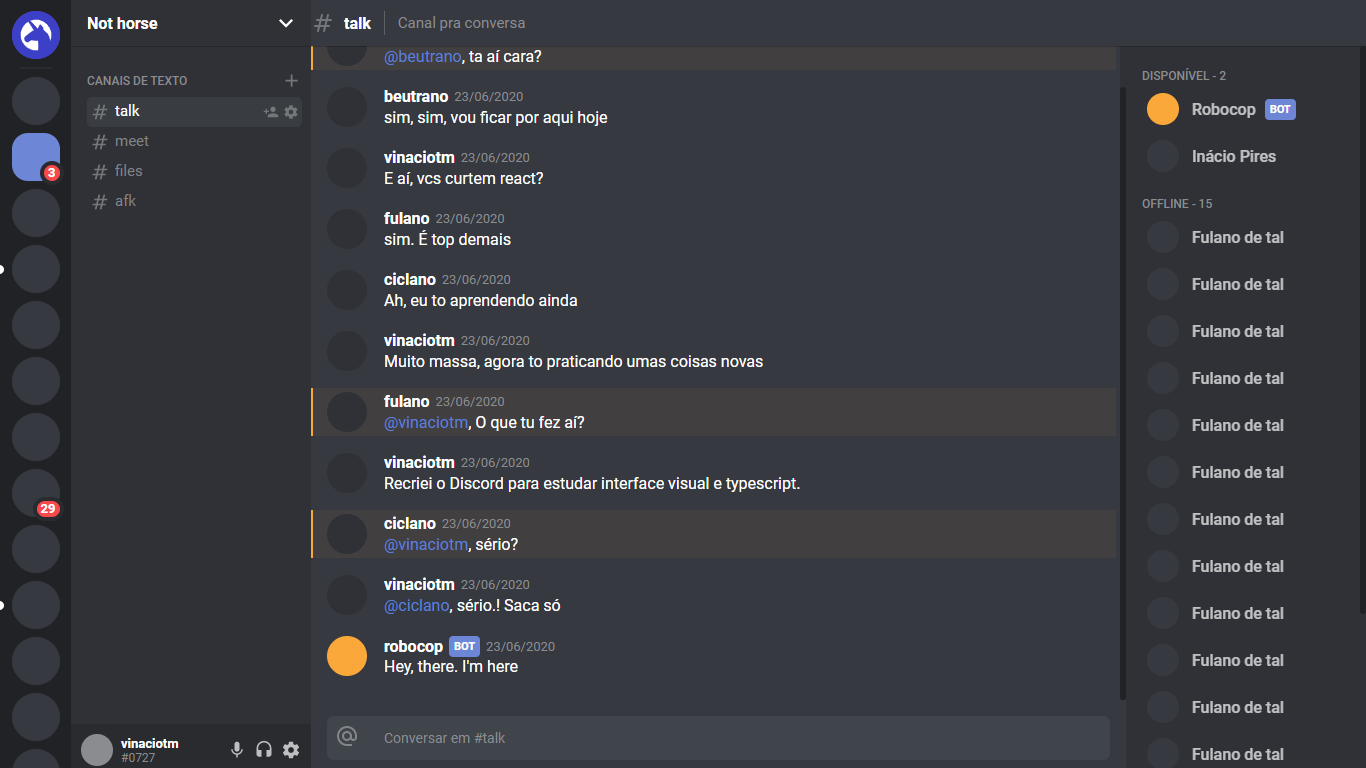 Not horse
CANAIS DE TEXTO
talk
meet
files
afk
3
29
vinaciotm
#0727
talk
Canal pra conversa
@beutrano, ta aí cara?
beutrano 23/06/2020
sim, sim, vou ficar por aqui hoje
vinaciotm 23/06/2020
E aí, vcs curtem react?
fulano 23/06/2020
sim. É top demais
ciclano 23/06/2020
Ah, eu to aprendendo ainda
vinaciotm 23/06/2020
Muito massa, agora to praticando umas coisas novas
fulano 23/06/2020
@vinaciotm, O que tu fez aí?
vinaciotm 23/06/2020
Recriei o Discord para estudar interface visual e typescript.
ciclano 23/06/2020
@vinaciotm, sério?
vinaciotm 23/06/2020
@ciclano, sério.! Saca só
robocop BOT 23/06/2020
Hey, there. I'm here
Conversar em #talk
DISPONÍVEL - 2
Robocop BOT
Inácio Pires
OFFLINE - 15
Fulano de tal
Fulano de tal
Fulano de tal
Fulano de tal
Fulano de tal
Fulano de tal
Fulano de tal
Fulano de tal
Fulano de tal
Fulano de tal
Fulano de tal
Fulano de tal